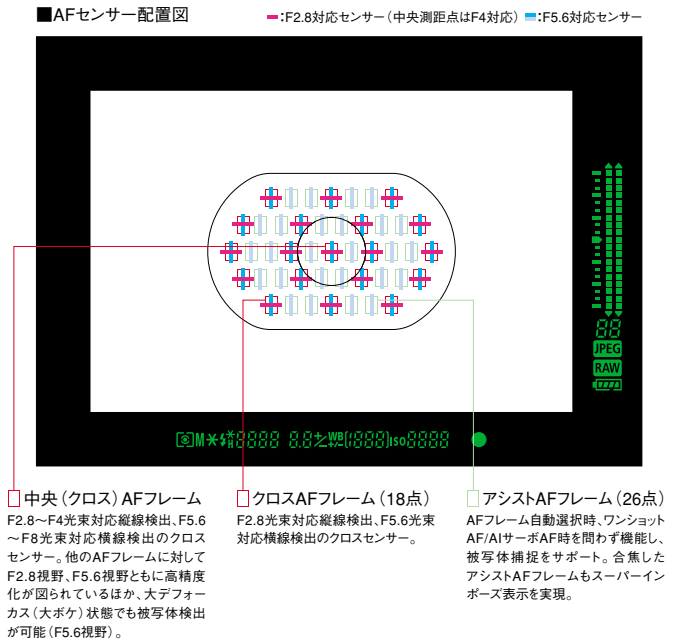 ■AFセンサー配置図
:F2.8対応センサー（中央測距点はF4対応） :F5.6対応センサー
88
JPEG
RAW
M 8888 8.8 WB [1888] ISO 8888
中央（クロス）AFフレーム
F2.8～F4光束対応縦線検出、F5.6
～F8光束対応横線検出のクロス
センサー。他のAFフレームに対して
F2.8視野、F5.6視野ともに高精度
化が図られているほか、大デフォー
カス（大ボケ）状態でも被写体検出
が可能（F5.6視野）。
クロスAFフレーム（18点）
F2.8光束対応縦線検出、F5.6光束
対応横線検出のクロスセンサー。
アシストAFフレーム（26点）
AFフレーム自動選択時、ワンショット
AF/AIサーボAF時を問わず機能し、
被写体捕捉をサポート。合焦した
アシストAFフレームもスーパーイン
ポーズ表示を実現。